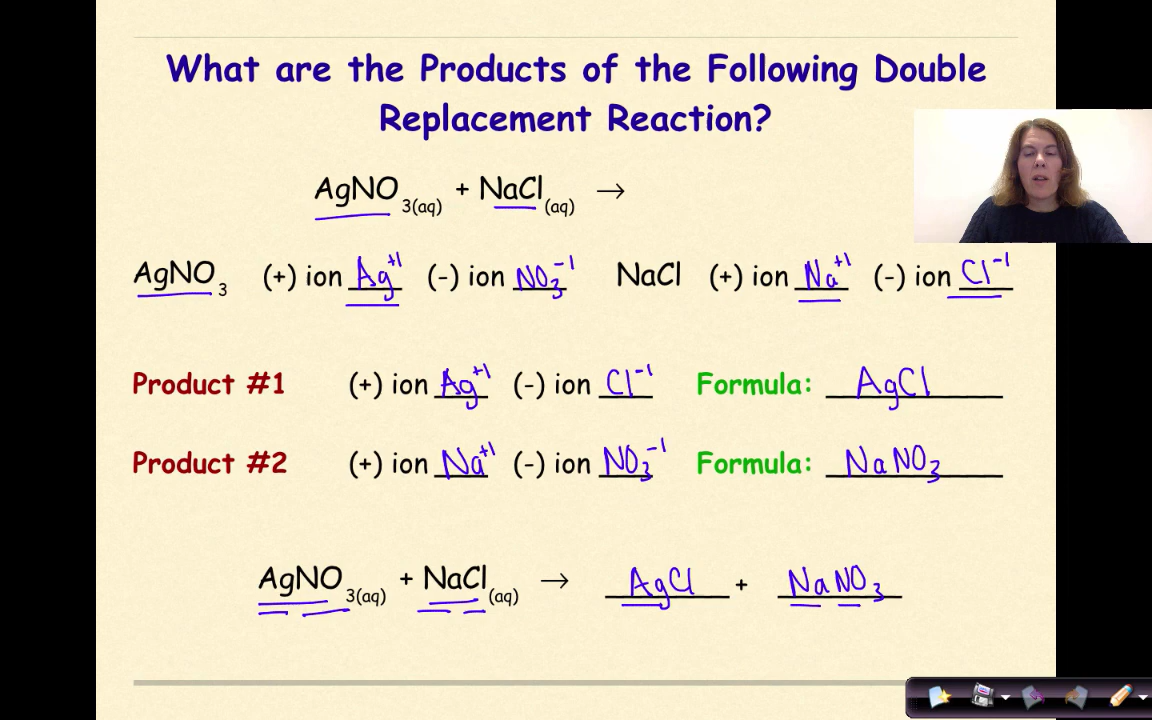 What are the Products of the Following Double
Replacement Reaction?
AgNO3(aq) + NaCl(aq) →
AgNO3 (+) ion Ag+1 (-) ion NO3-1 NaCl (+) ion Na+1 (-) ion Cl-1
Product #1 (+) ion Ag+1 (-) ion Cl-1 Formula: AgCl
Product #2 (+) ion Na+1 (-) ion NO3-1 Formula: NaNO3
AgNO3(aq) + NaCl(aq) → AgCl + NaNO3